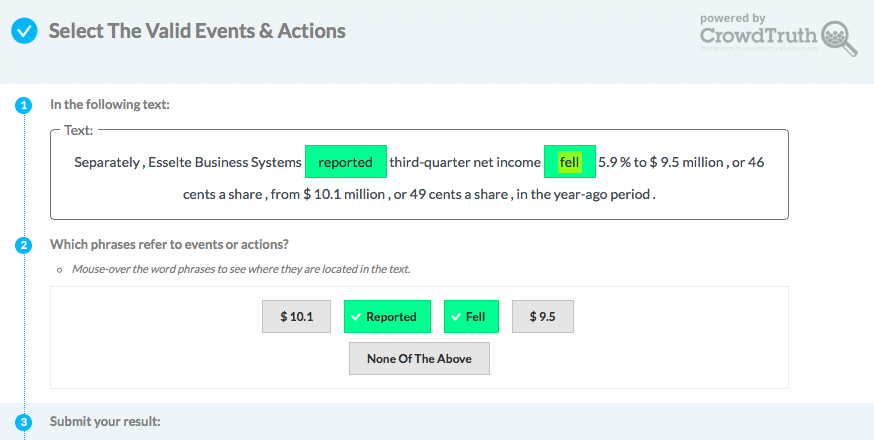 Select The Valid Events & Actions
powered by
CrowdTruth
1
In the following text:
Text:
Separately , Esselte Business Systems reported third-quarter net income fell 5.9 % to $ 9.5 million , or 46
cents a share , from $ 10.1 million , or 49 cents a share , in the year-ago period .
2
Which phrases refer to events or actions?
Mouse-over the word phrases to see where they are located in the text.
$ 10.1 Reported Fell $ 9.5
None Of The Above
3
Submit your result: